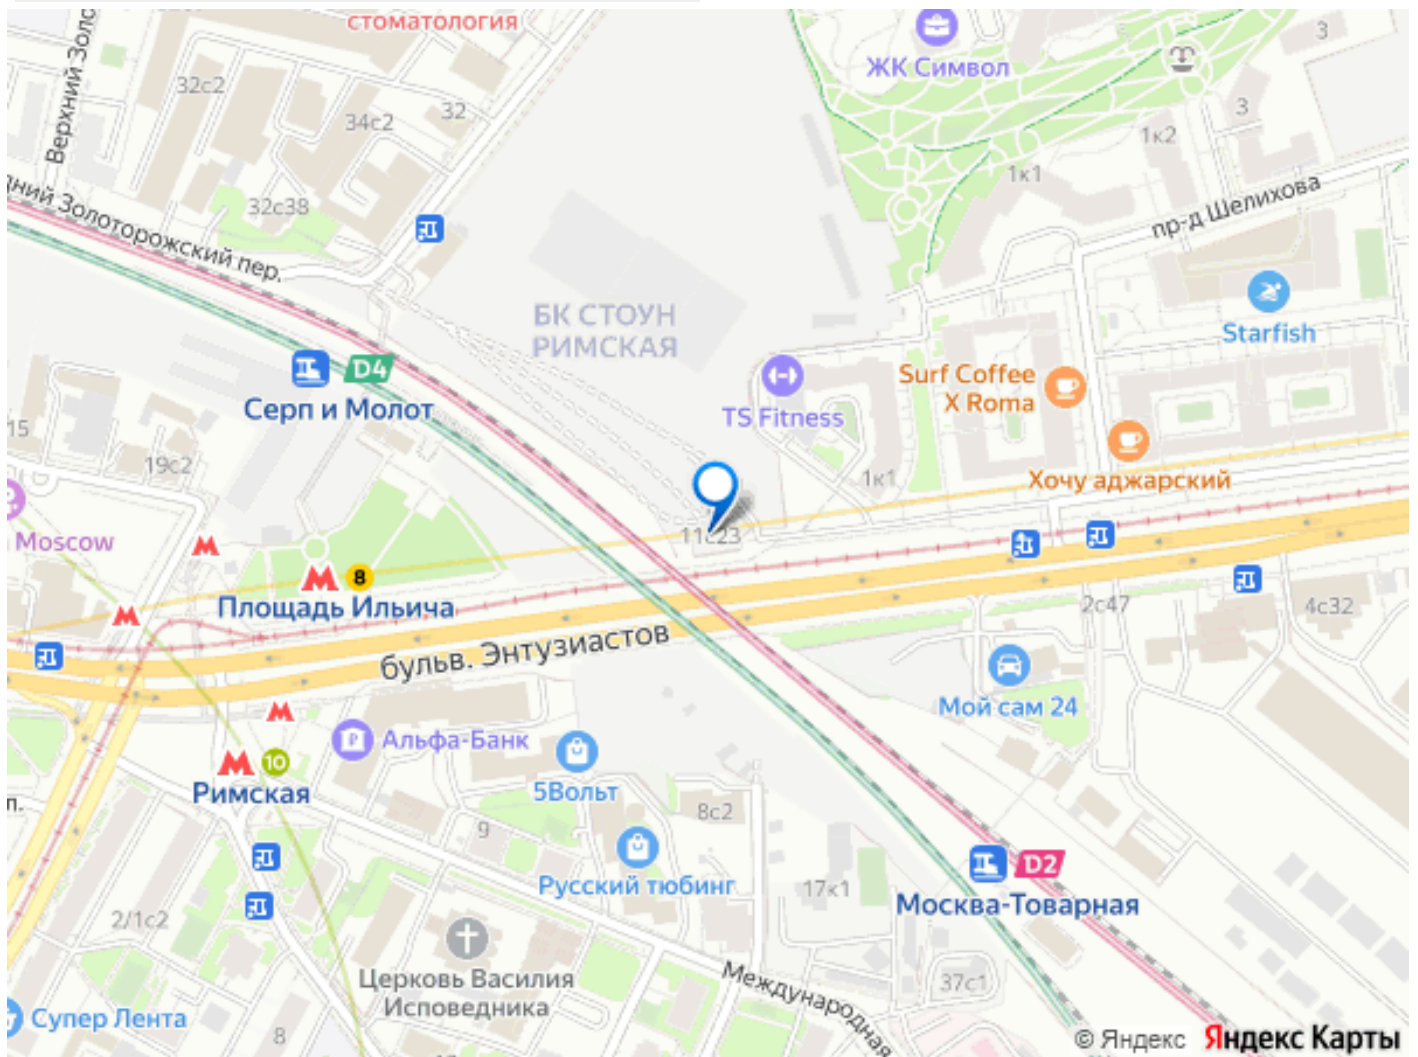 стоматология
ЖК Символ
3
Верхний Золо
32с2
34с2
32
3
1к2
1к1
32с38
пр-д Шелихова
дний Золоторожский пер.
БК СТОУН
РИМСКАЯ
Starfish
D4
Серп и Молот
TS Fitness
Surf Coffee
X Roma
15
19с2
1к1
Хочу аджарский
Moscow
11с23
8
Площадь Ильича
2с47
4с32
бульв. Энтузиастов
Мой сам 24
Альфа-Банк
10
Римская
5Вольт
8с2
9
Русский тюбинг
17к1
D2
Москва-Товарная
2/1с2
Церковь Василия
Исповедника
Международная
37с1
Супер Лента
8
© Яндекс Яндекс Карты